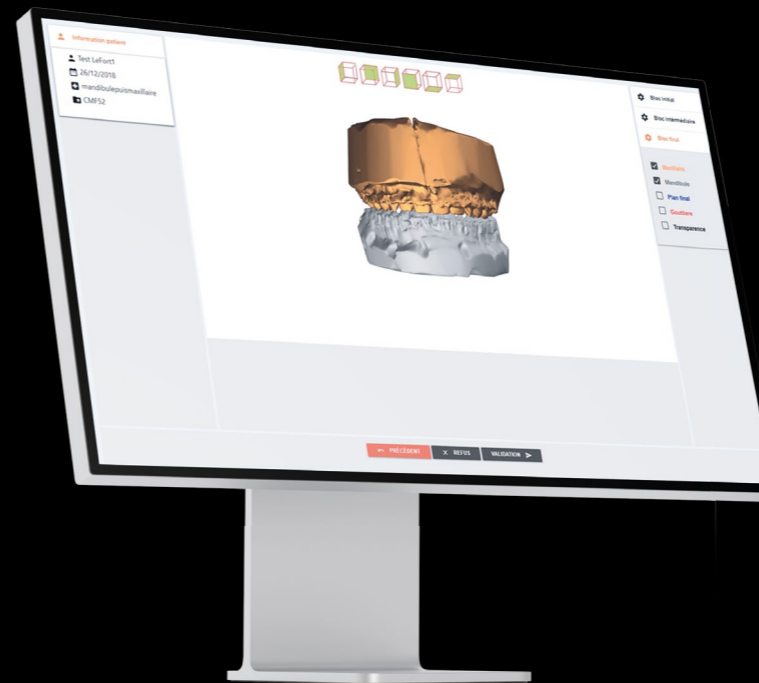 Information patient
Test LeFort1
26/12/2018
mandibulepuismaxillaire
CMF52
Bloc initial
Bloc intermédiaire
Bloc final
Maxillaire
Mandibule
Plan final
Gouttière
Transparence
PRÉCÉDENT
REFUS
VALIDATION